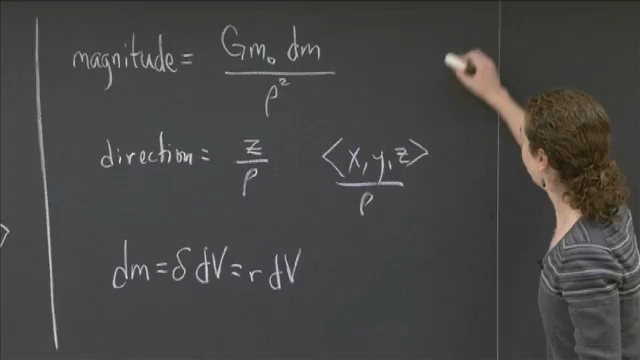 magnitude = G m₀ dm / ρ²
direction = z / ρ <x, y, z> / ρ
dm = δ dV = r dV
>